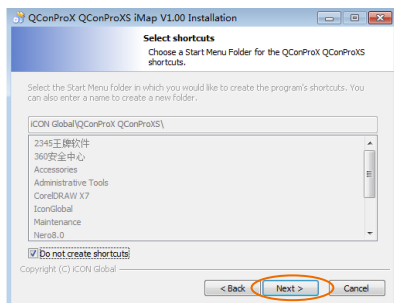 QConProX QConProXS iMap V1.00 Installation
Select shortcuts
Choose a Start Menu Folder for the QConProX QConProXS
shortcuts.
Select the Start Menu folder in which you would like to create the program's shortcuts. You
can also enter a name to create a new folder.
iCON Global\QConProX QConProXS\
2345王牌软件
360安全中心
Accessories
Administrative Tools
CorelDRAW X7
IconGlobal
Maintenance
Nero8.0
Do not create shortcuts
Copyright (C) iCON Global
< Back
Next >
Cancel